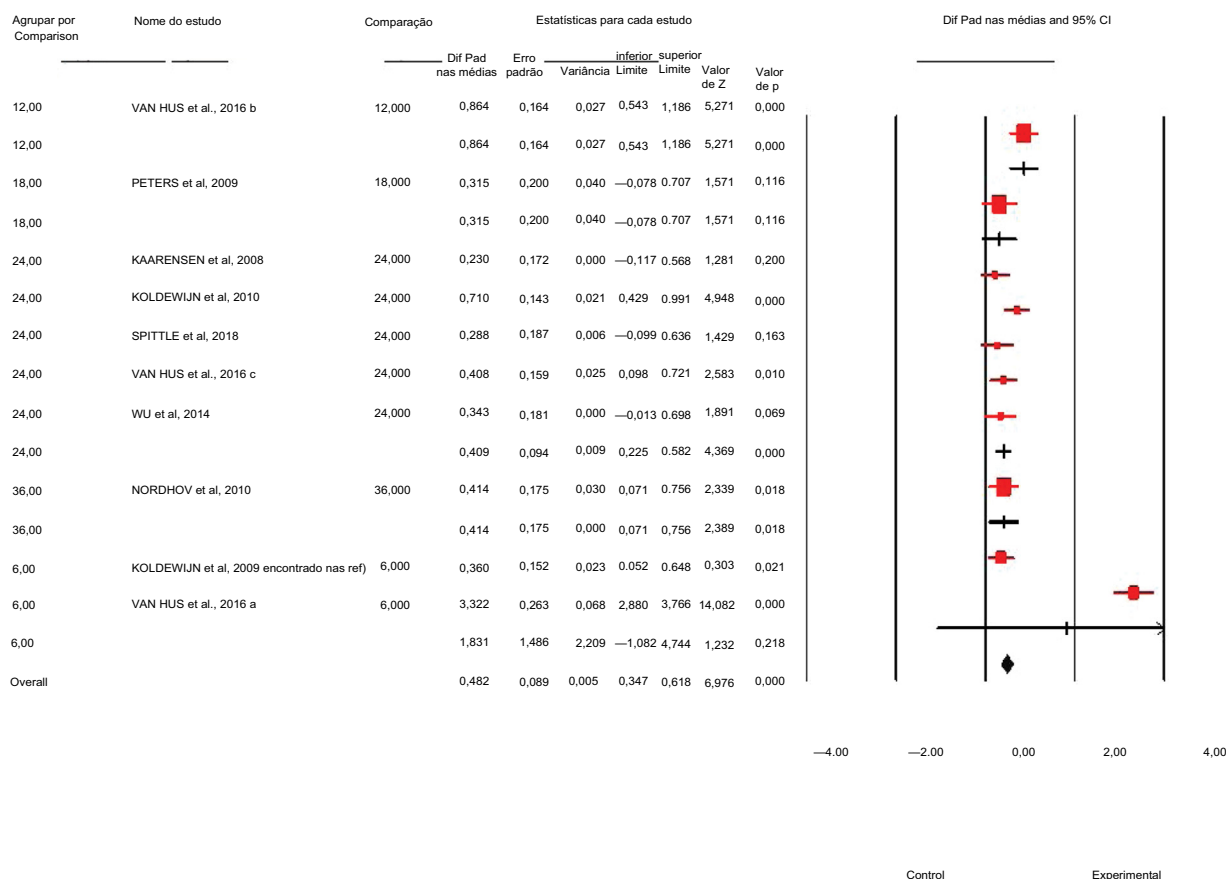 Agrupar por Comparison Nome do estudo Comparação Estatísticas para cada estudo Dif Pad nas médias and 95% CI
Dif Pad nas médias Erro padrão Variância inferior Limite superior Limite Valor de Z Valor de p
12,00 VAN HUS et al., 2016 b 12,000 0,864 0,164 0,027 0,543 1,186 5,271 0,000
12,00 0,864 0,164 0,027 0,543 1,186 5,271 0,000
18,00 PETERS et al, 2009 18,000 0,315 0,200 0,040 —0,078 0.707 1,571 0,116
18,00 0,315 0,200 0,040 —0,078 0.707 1,571 0,116
24,00 KAARENSEN et al, 2008 24,000 0,230 0,172 0,000 —0,117 0.568 1,281 0,200
24,00 KOLDEWIJN et al, 2010 24,000 0,710 0,143 0,021 0,429 0.991 4,948 0,000
24,00 SPITTLE et al, 2018 24,000 0,288 0,187 0,006 —0,099 0.636 1,429 0,163
24,00 VAN HUS et al., 2016 c 24,000 0,408 0,159 0,025 0,098 0.721 2,583 0,010
24,00 WU et al, 2014 24,000 0,343 0,181 0,000 —0,013 0.698 1,891 0,069
24,00 0,409 0,094 0,009 0,225 0.582 4,369 0,000
36,00 NORDHOV et al, 2010 36,000 0,414 0,175 0,030 0,071 0,756 2,339 0,018
36,00 0,414 0,175 0,000 0,071 0,756 2,389 0,018
6,00 KOLDEWIJN et al, 2009 encontrado nas ref) 6,000 0,360 0,152 0,023 0.052 0,648 0,303 0,021
6,00 VAN HUS et al., 2016 a 6,000 3,322 0,263 0,068 2,880 3,766 14,082 0,000
6,00 1,831 1,486 2,209 —1,082 4,744 1,232 0,218
Overall 0,482 0,089 0,005 0,347 0,618 6,976 0,000
—4.00 —2.00 0,00 2,00 4,00
Control Experimental